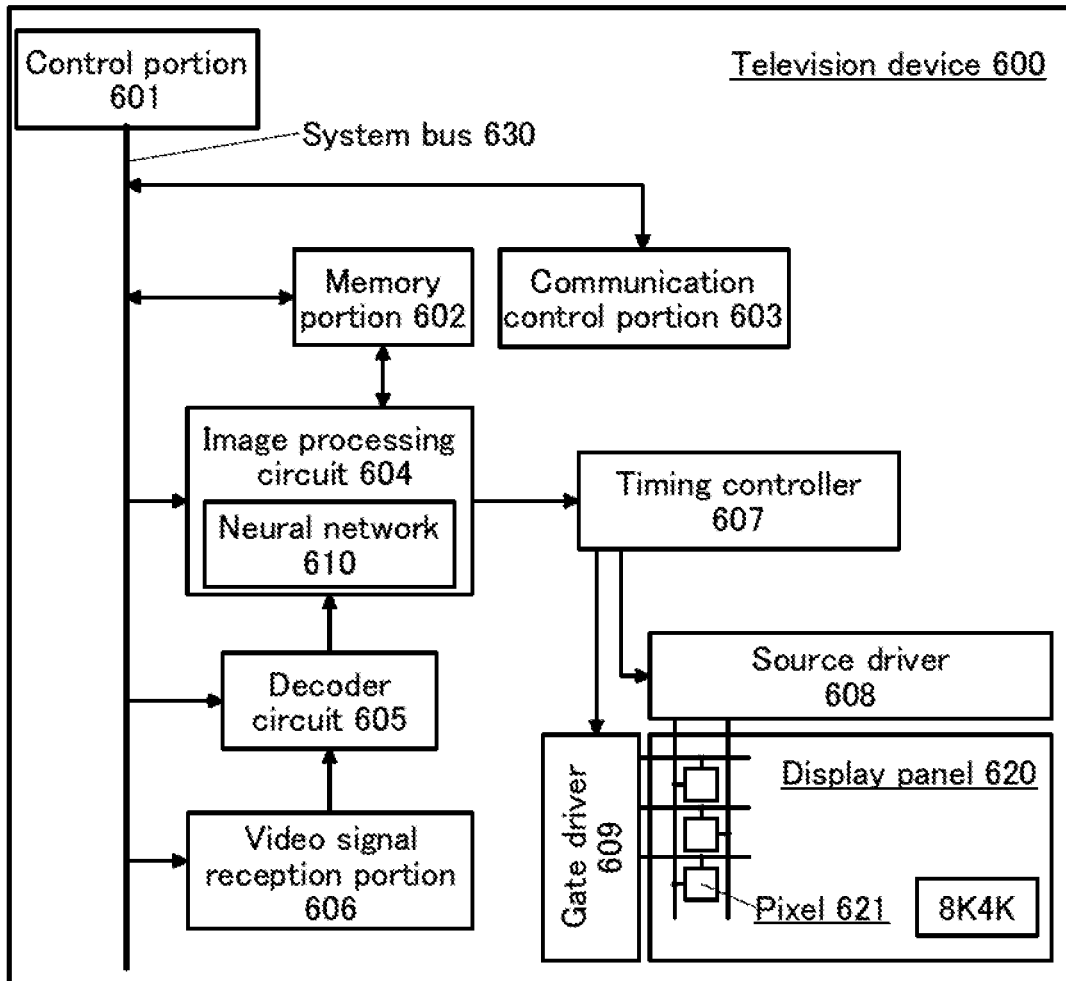 Control portion
601
Television device 600
System bus 630
Memory
portion 602
Communication
control portion 603
Image processing
circuit 604
Neural network
610
Timing controller
607
Decoder
circuit 605
Source driver
608
Video signal
reception portion
606
Gate driver
609
Display panel 620
Pixel 621
8K4K